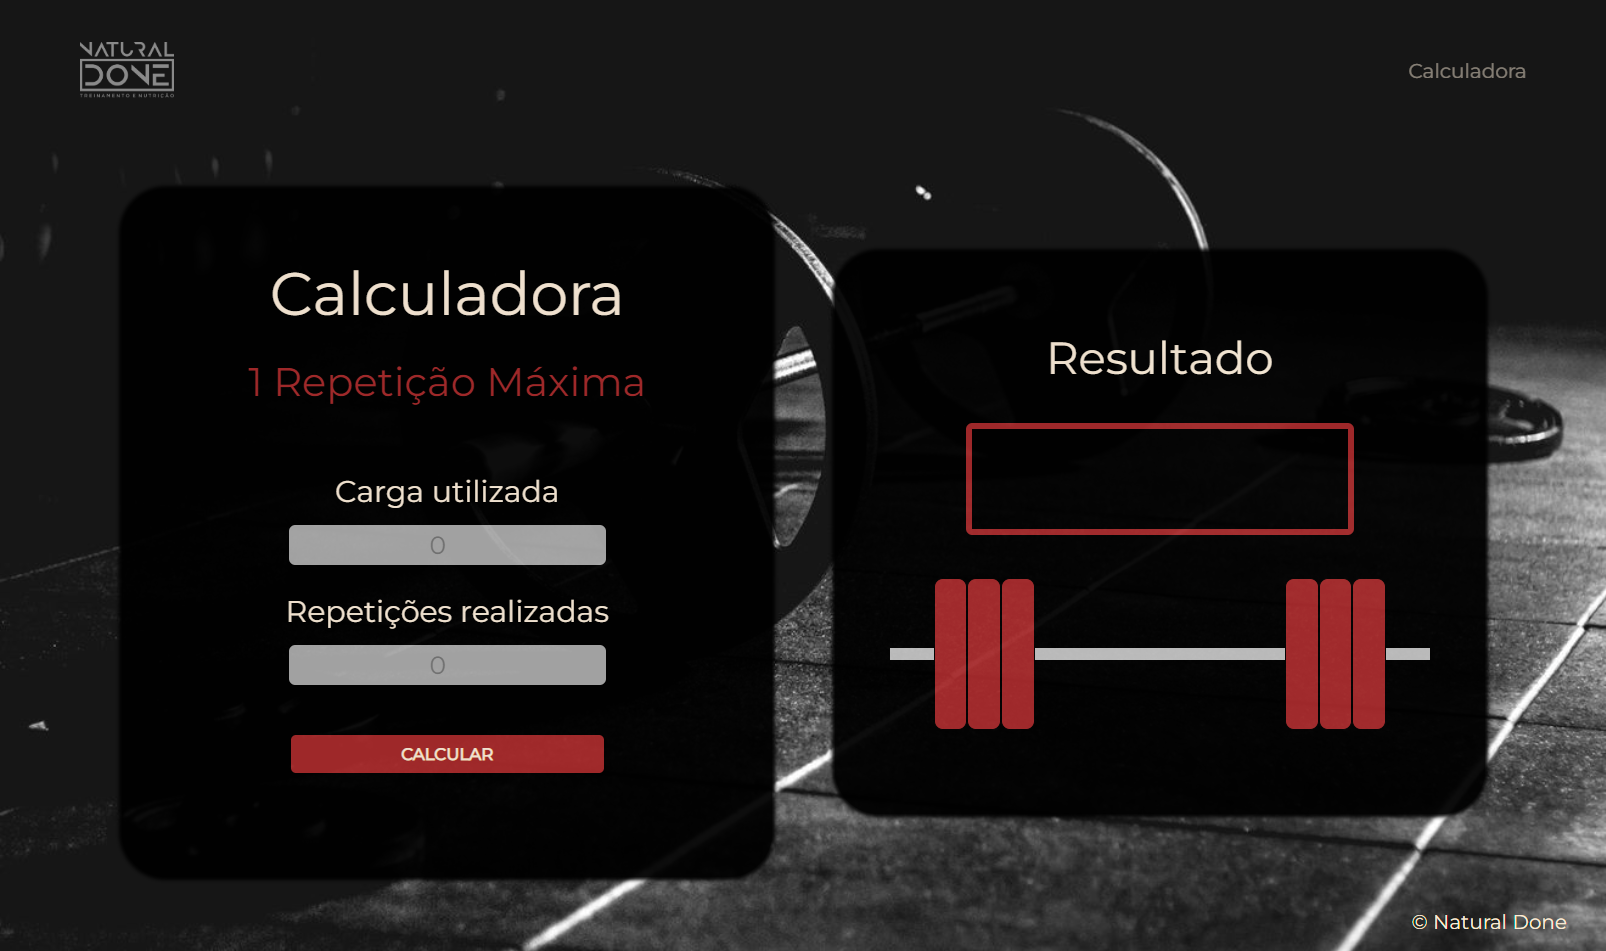 NATURAL
DONE
TREINAMENTO E NUTRIÇÃO
Calculadora
Calculadora
1 Repetição Máxima
Carga utilizada
0
Repetições realizadas
0
CALCULAR
Resultado
© Natural Done